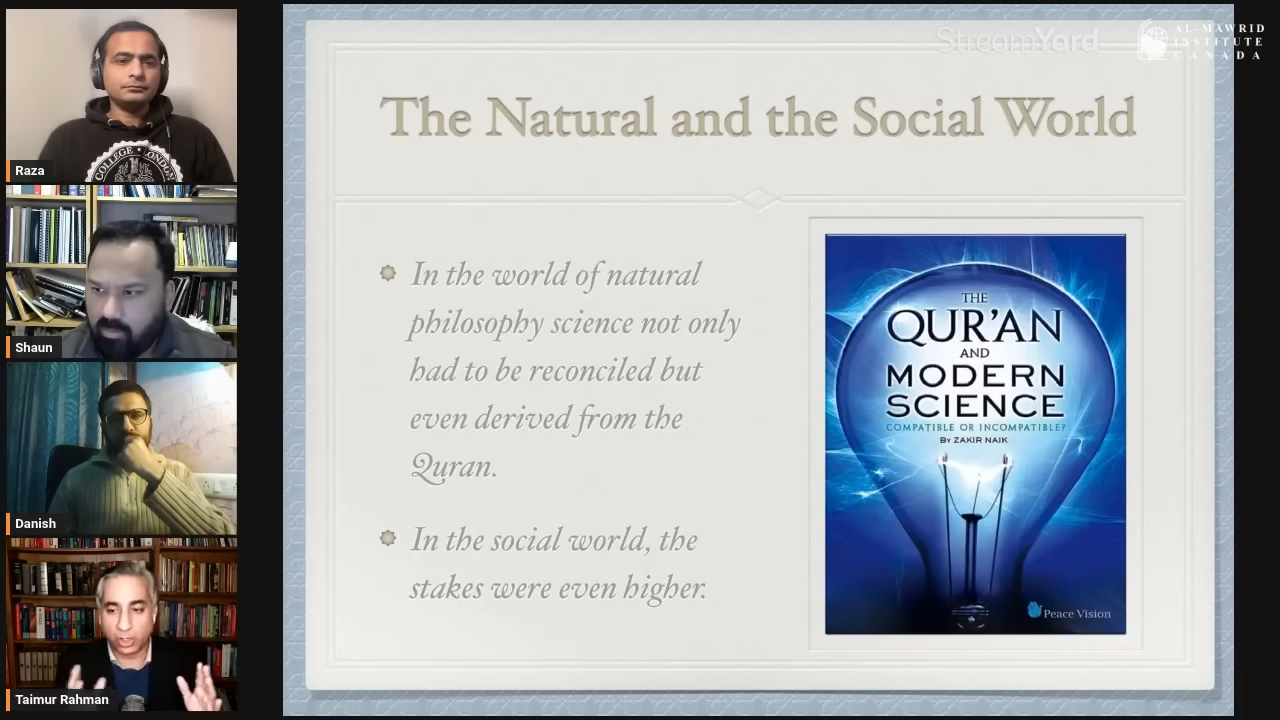 Raza
Shaun
Danish
Taimur Rahman
StreamYard
AL-MAWRID
INSTITUTE
CANADA
The Natural and the Social World
In the world of natural
philosophy science not only
had to be reconciled but
even derived from the
Quran.
In the social world, the
stakes were even higher.
THE
QUR'AN
AND
MODERN
SCIENCE
COMPATIBLE OR INCOMPATIBLE?
By ZAKIR NAIK
Peace Vision
COLLEGE LONDON